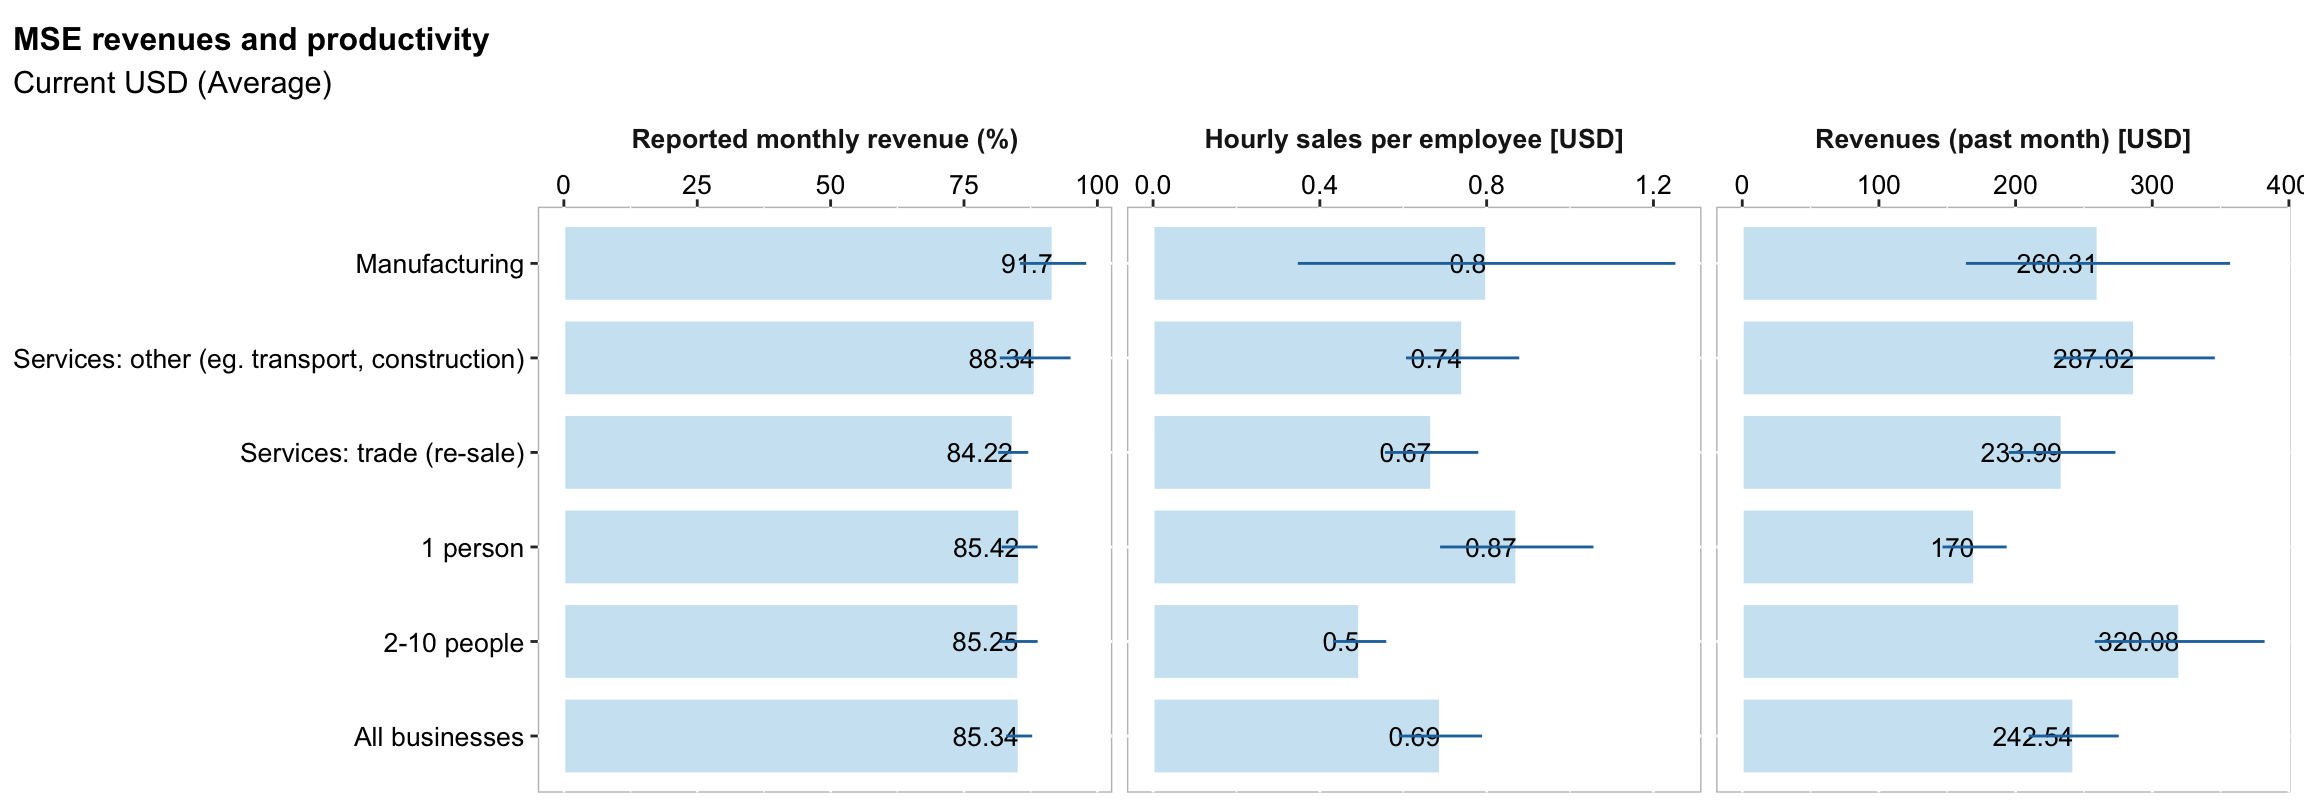 MSE revenues and productivity
Current USD (Average)
Reported monthly revenue (%) Hourly sales per employee [USD] Revenues (past month) [USD]
0 25 50 75 100 0.0 0.4 0.8 1.2 0 100 200 300 400
Manufacturing 91.7 0.8 260.31
Services: other (eg. transport, construction) 88.34 0.74 287.02
Services: trade (re-sale) 84.22 0.67 233.99
1 person 85.42 0.87 170
2-10 people 85.25 0.5 320.08
All businesses 85.34 0.69 242.54